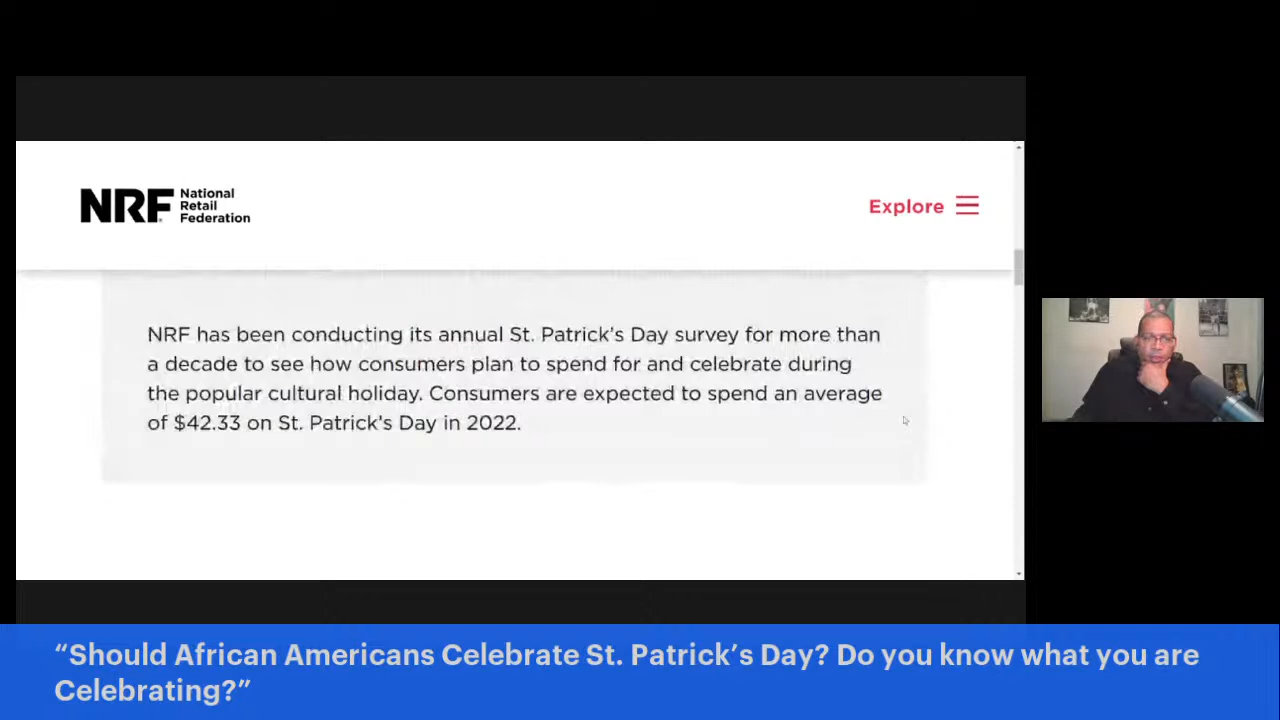 NRF National
Retail
Federation
Explore
NRF has been conducting its annual St. Patrick's Day survey for more than
a decade to see how consumers plan to spend for and celebrate during
the popular cultural holiday. Consumers are expected to spend an average
of $42.33 on St. Patrick's Day in 2022.
“Should African Americans Celebrate St. Patrick’s Day? Do you know what you are
Celebrating?”